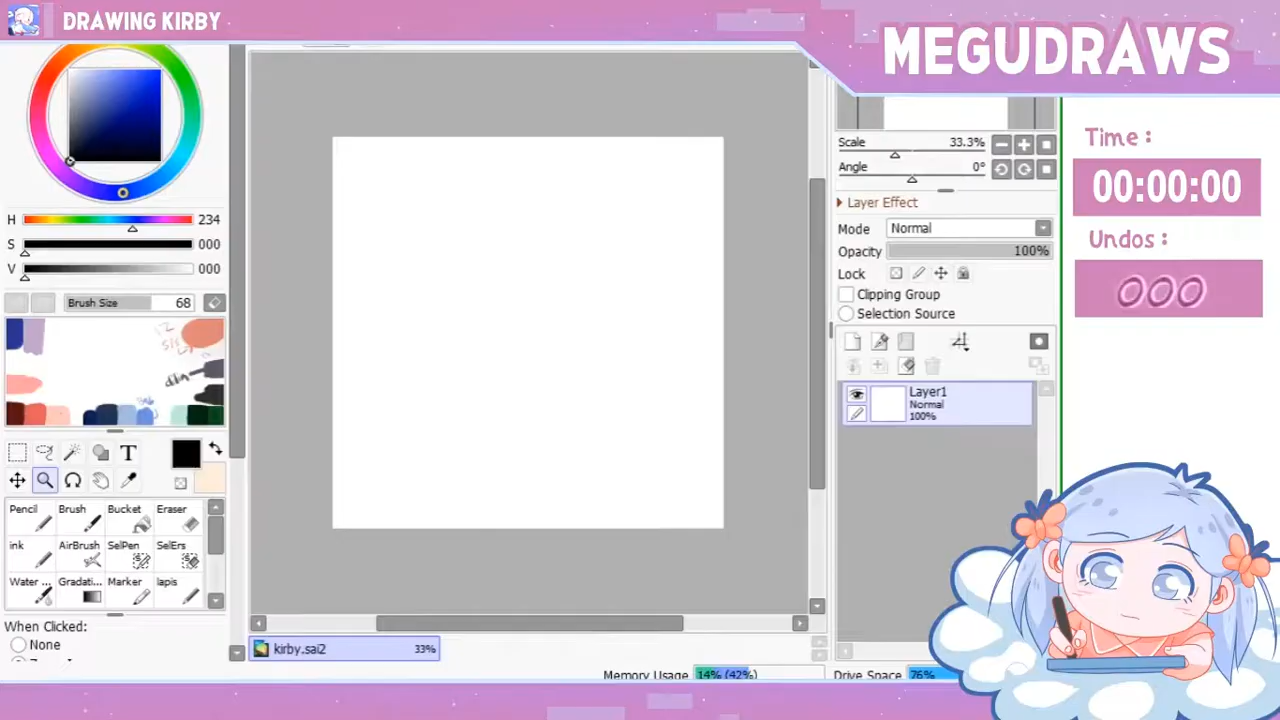 DRAWING KIRBY
MEGUDRAWS
Scale 33.3%
Angle 0°
Layer Effect
Mode Normal
Opacity 100%
Lock
Clipping Group
Selection Source
Layer1
Normal
100%
Time :
00:00:00
Undos :
000
H 234
S 000
V 000
Brush Size 68
T
Pencil Brush Bucket Eraser
ink AirBrush SelPen SelErs
Water ... Gradati... Marker lapis
When Clicked:
None
kirby.sai2 33%
Memory Usage 14% (42%)
Drive Space 76%